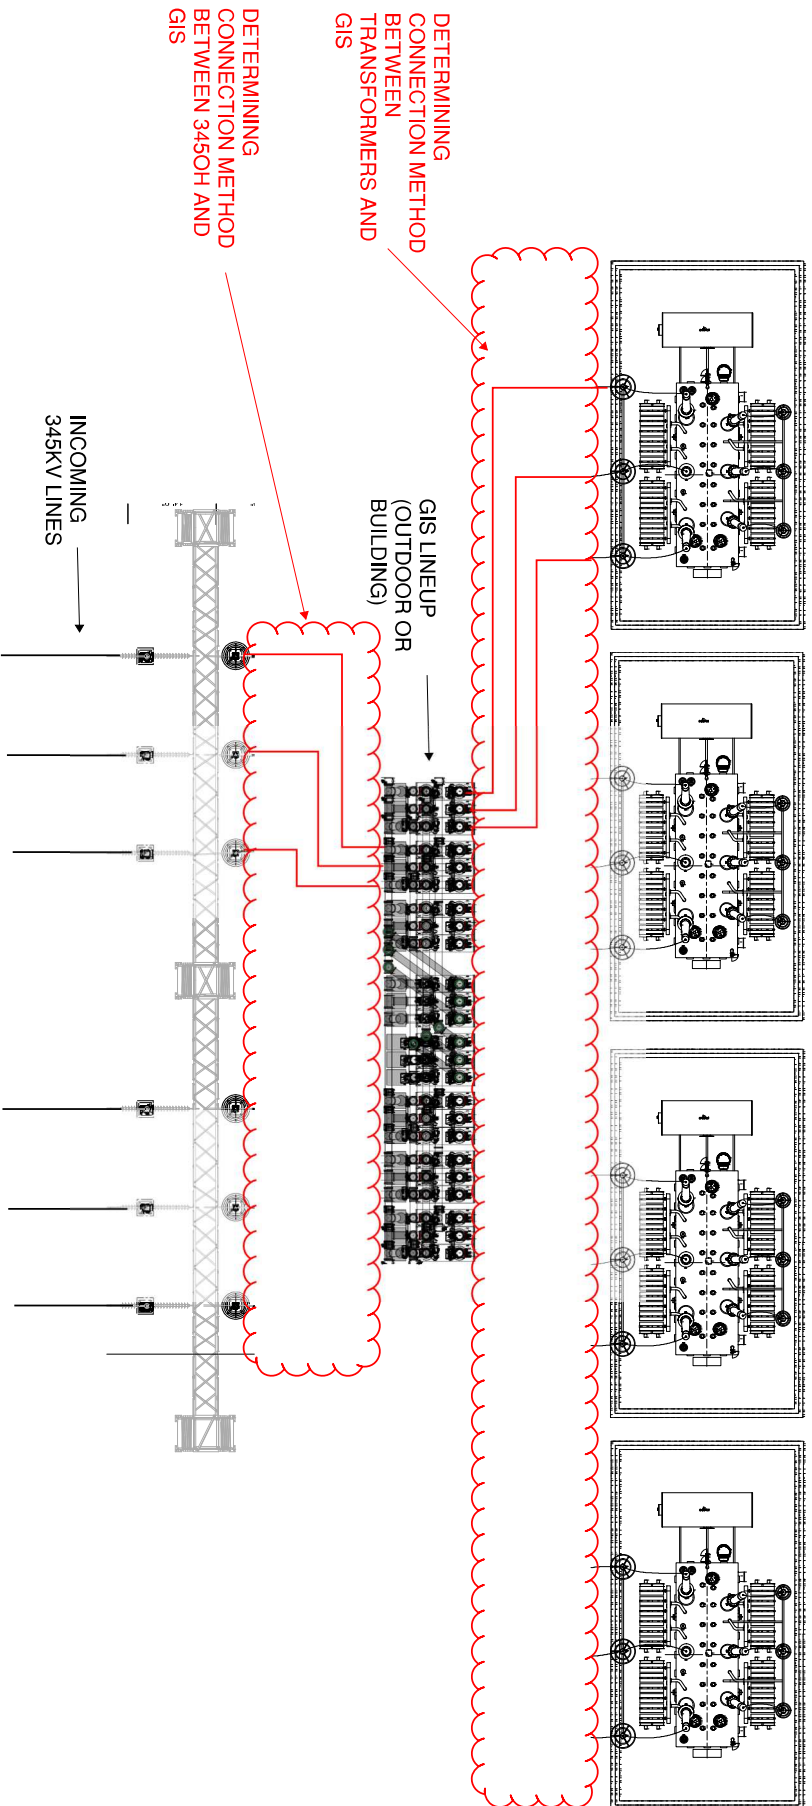 DETERMINING
CONNECTION METHOD
BETWEEN
TRANSFORMERS AND
GIS
DETERMINING
CONNECTION METHOD
BETWEEN 345OH AND
GIS
GIS LINEUP
(OUTDOOR OR
BUILDING)
INCOMING
345KV LINES